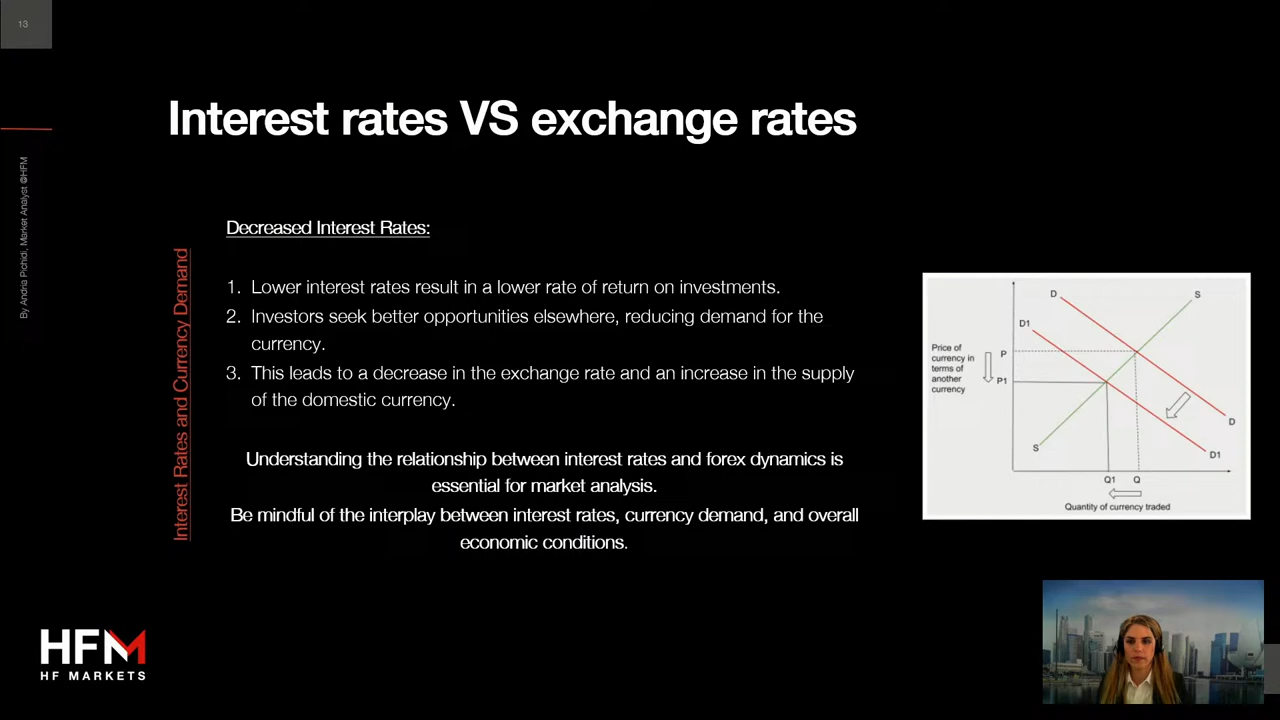 13
Interest rates VS exchange rates
By Andria Pichidi, Market Analyst @HFM
Interest Rates and Currency Demand
Decreased Interest Rates:
1. Lower interest rates result in a lower rate of return on investments.
2. Investors seek better opportunities elsewhere, reducing demand for the
currency.
3. This leads to a decrease in the exchange rate and an increase in the supply
of the domestic currency.
Understanding the relationship between interest rates and forex dynamics is
essential for market analysis.
Be mindful of the interplay between interest rates, currency demand, and overall
economic conditions.
D
S
D1
Price of
currency in
terms of
another
currency
P
P1
D
S
D1
Q1 Q
Quantity of currency traded
HFM
HF MARKETS